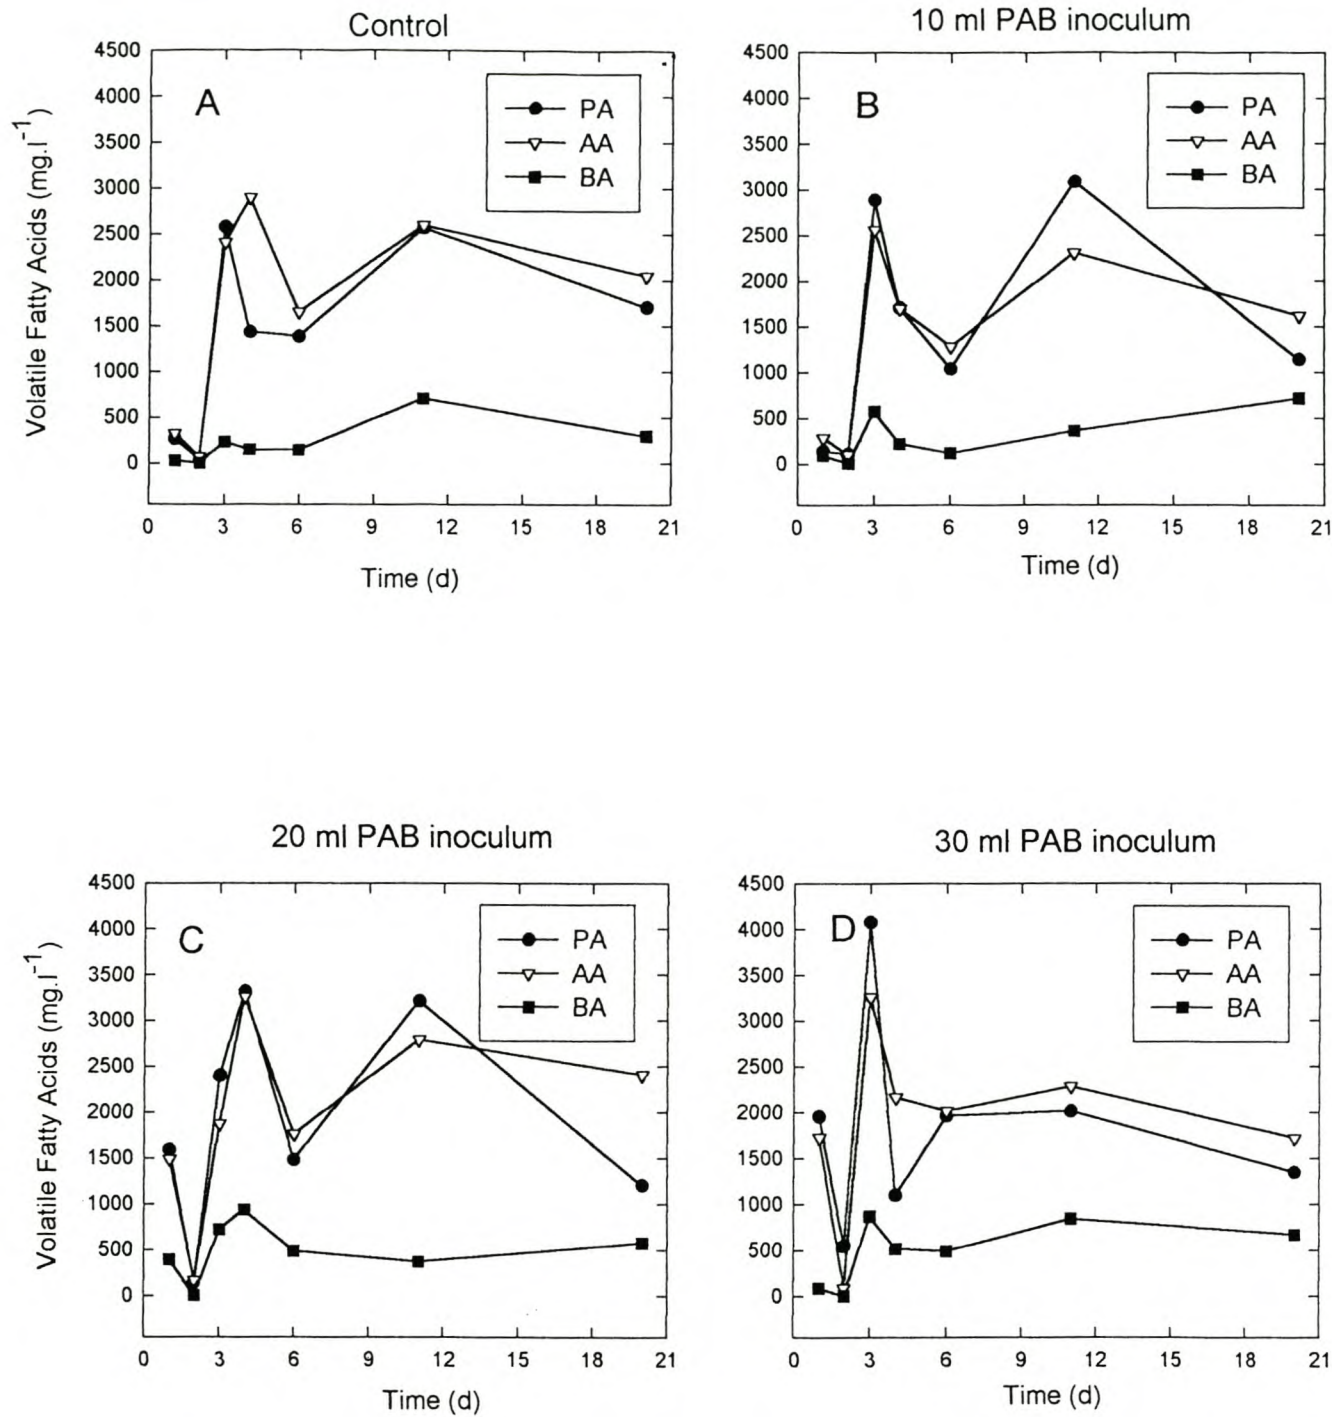 Control
A
PA
AA
BA
Volatile Fatty Acids (mg.l-1)
4500
4000
3500
3000
2500
2000
1500
1000
500
0
0 3 6 9 12 15 18 21
Time (d)
10 ml PAB inoculum
B
PA
AA
BA
4500
4000
3500
3000
2500
2000
1500
1000
500
0
0 3 6 9 12 15 18 21
Time (d)
20 ml PAB inoculum
C
PA
AA
BA
Volatile Fatty Acids (mg.l-1)
4500
4000
3500
3000
2500
2000
1500
1000
500
0
0 3 6 9 12 15 18 21
Time (d)
30 ml PAB inoculum
D
PA
AA
BA
4500
4000
3500
3000
2500
2000
1500
1000
500
0
0 3 6 9 12 15 18 21
Time (d)